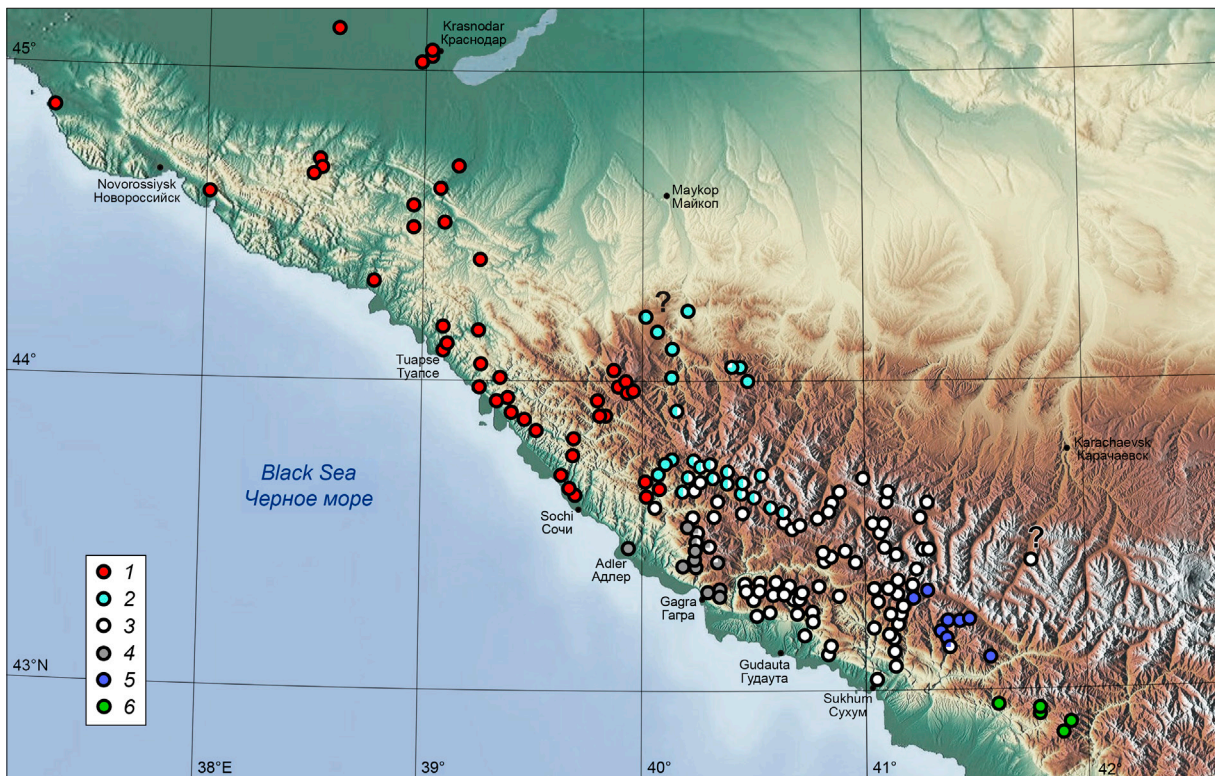 Krasnodar
Краснодар
45°
Novorossiysk
Новороссийск
Maykop
Майкоп
?
44°
Tuapse
Туапсе
Karachaevsk
Карачаевск
Black Sea
Черное море
Sochi
Сочи
?
Adler
Адлер
1
2
3
4
5
6
Gagra
Гагра
43°N
Gudauta
Гудаута
Sukhum
Сухум
38°E
39°
40°
41°
42°